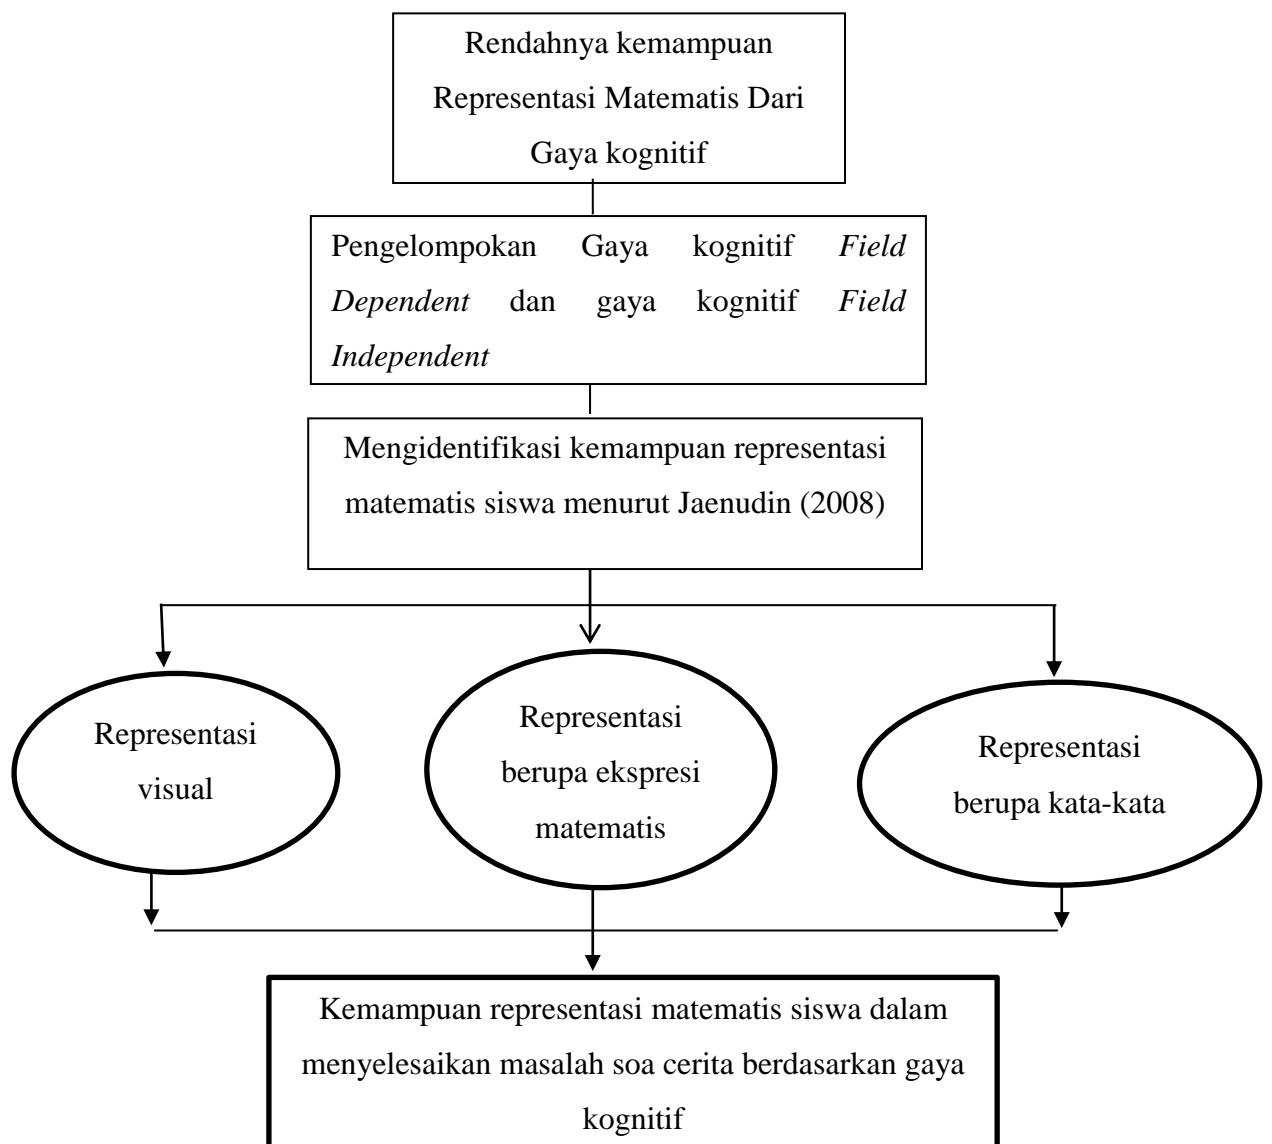 Rendahnya kemampuan
Representasi Matematis Dari
Gaya kognitif
Pengelompokan Gaya kognitif Field
Dependent dan gaya kognitif Field
Independent
Mengidentifikasi kemampuan representasi
matematis siswa menurut Jaenudin (2008)
Representasi
visual
Representasi
berupa ekspresi
matematis
Representasi
berupa kata-kata
Kemampuan representasi matematis siswa dalam
menyelesaikan masalah soa cerita berdasarkan gaya
kognitif